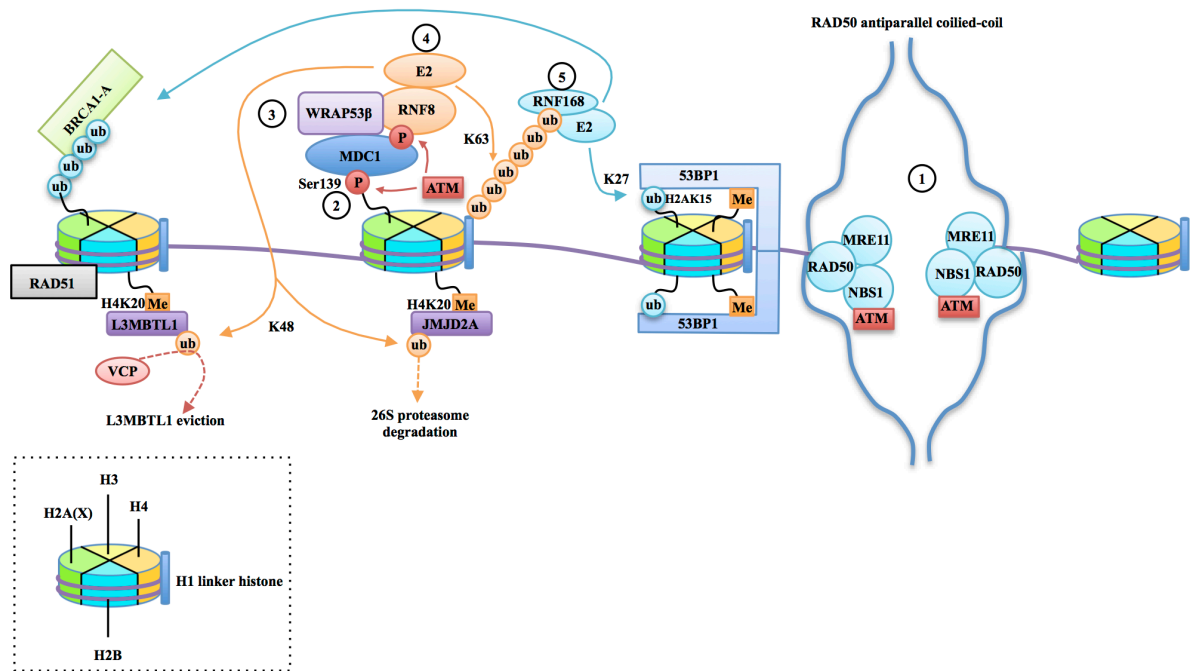 RAD50 antiparallel coilied-coil
4
E2
5
BRCA1-A
ub
ub
ub
ub
ub
3
WRAP53β
RNF8
P
MDC1
Ser139
P
ATM
2
K63
RNF168
E2
ub
ub
ub
ub
ub
ub
K27
53BP1
ub
H2AK15
Me
ub
Me
53BP1
1
MRE11
RAD50
NBS1
ATM
MRE11
NBS1
RAD50
ATM
RAD51
H4K20
Me
L3MBTL1
ub
VCP
L3MBTL1 eviction
K48
H4K20
Me
JMJD2A
ub
26S proteasome
degradation
H3
H2A(X)
H4
H1 linker histone
H2B